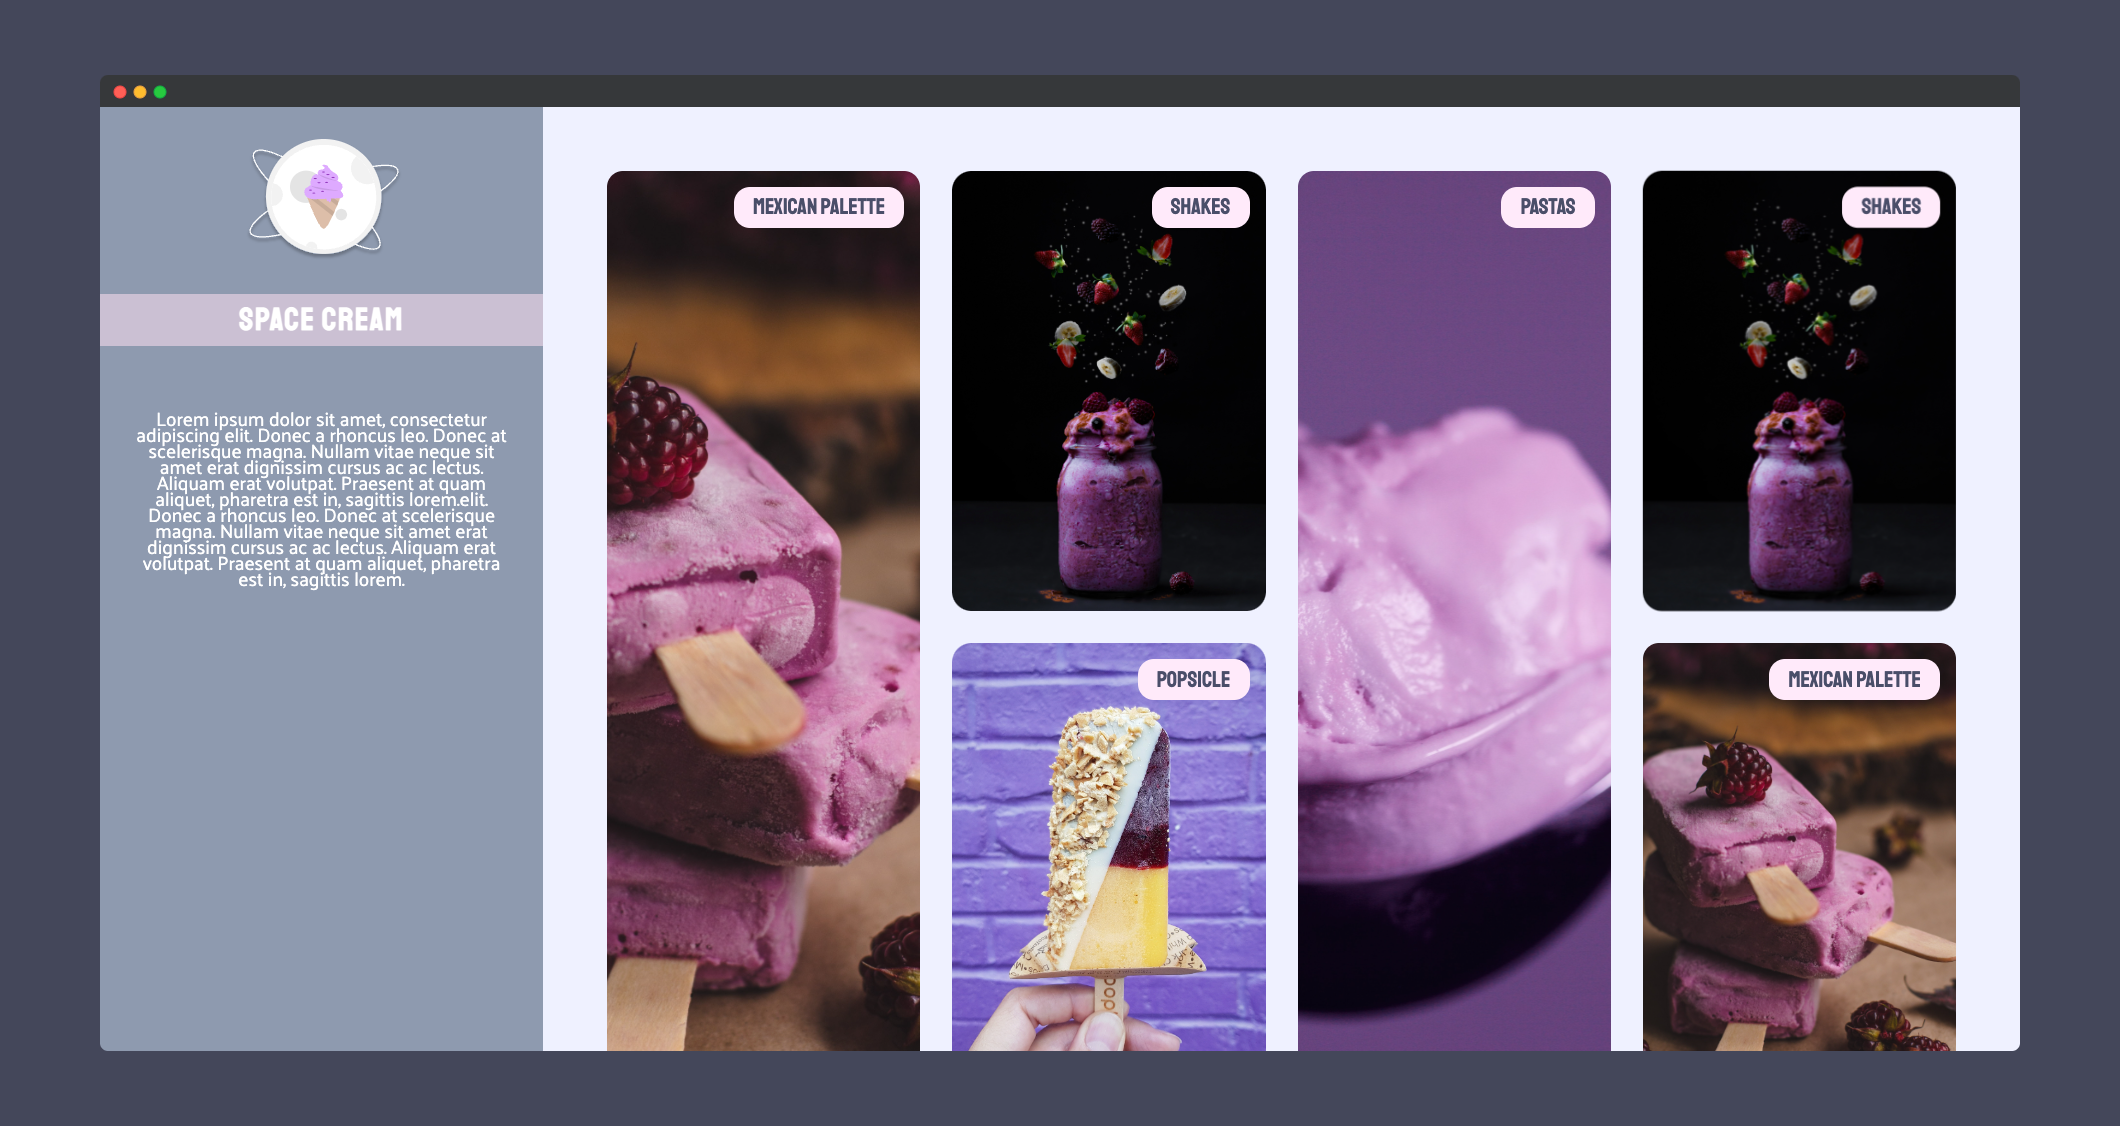 SPACE CREAM
Lorem ipsum dolor sit amet, consectetur
adipiscing elit. Donec a rhoncus leo. Donec at
scelerisque magna. Nullam vitae neque sit
amet erat dignissim cursus ac ac lectus.
Aliquam erat volutpat. Praesent at quam
aliquet, pharetra est in, sagittis lorem.elit.
Donec a rhoncus leo. Donec at scelerisque
magna. Nullam vitae neque sit amet erat
dignissim cursus ac ac lectus. Aliquam erat
volutpat. Praesent at quam aliquet, pharetra
est in, sagittis lorem.
MEXICAN PALETTE
SHAKES
PASTAS
SHAKES
POPSICLE
MEXICAN PALETTE